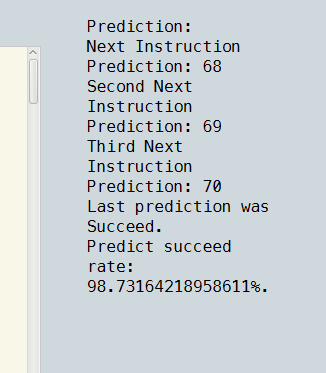 Prediction:
Next Instruction
Prediction: 68
Second Next
Instruction
Prediction: 69
Third Next
Instruction
Prediction: 70
Last prediction was
Succeed.
Predict succeed
rate:
98.73164218958611%.